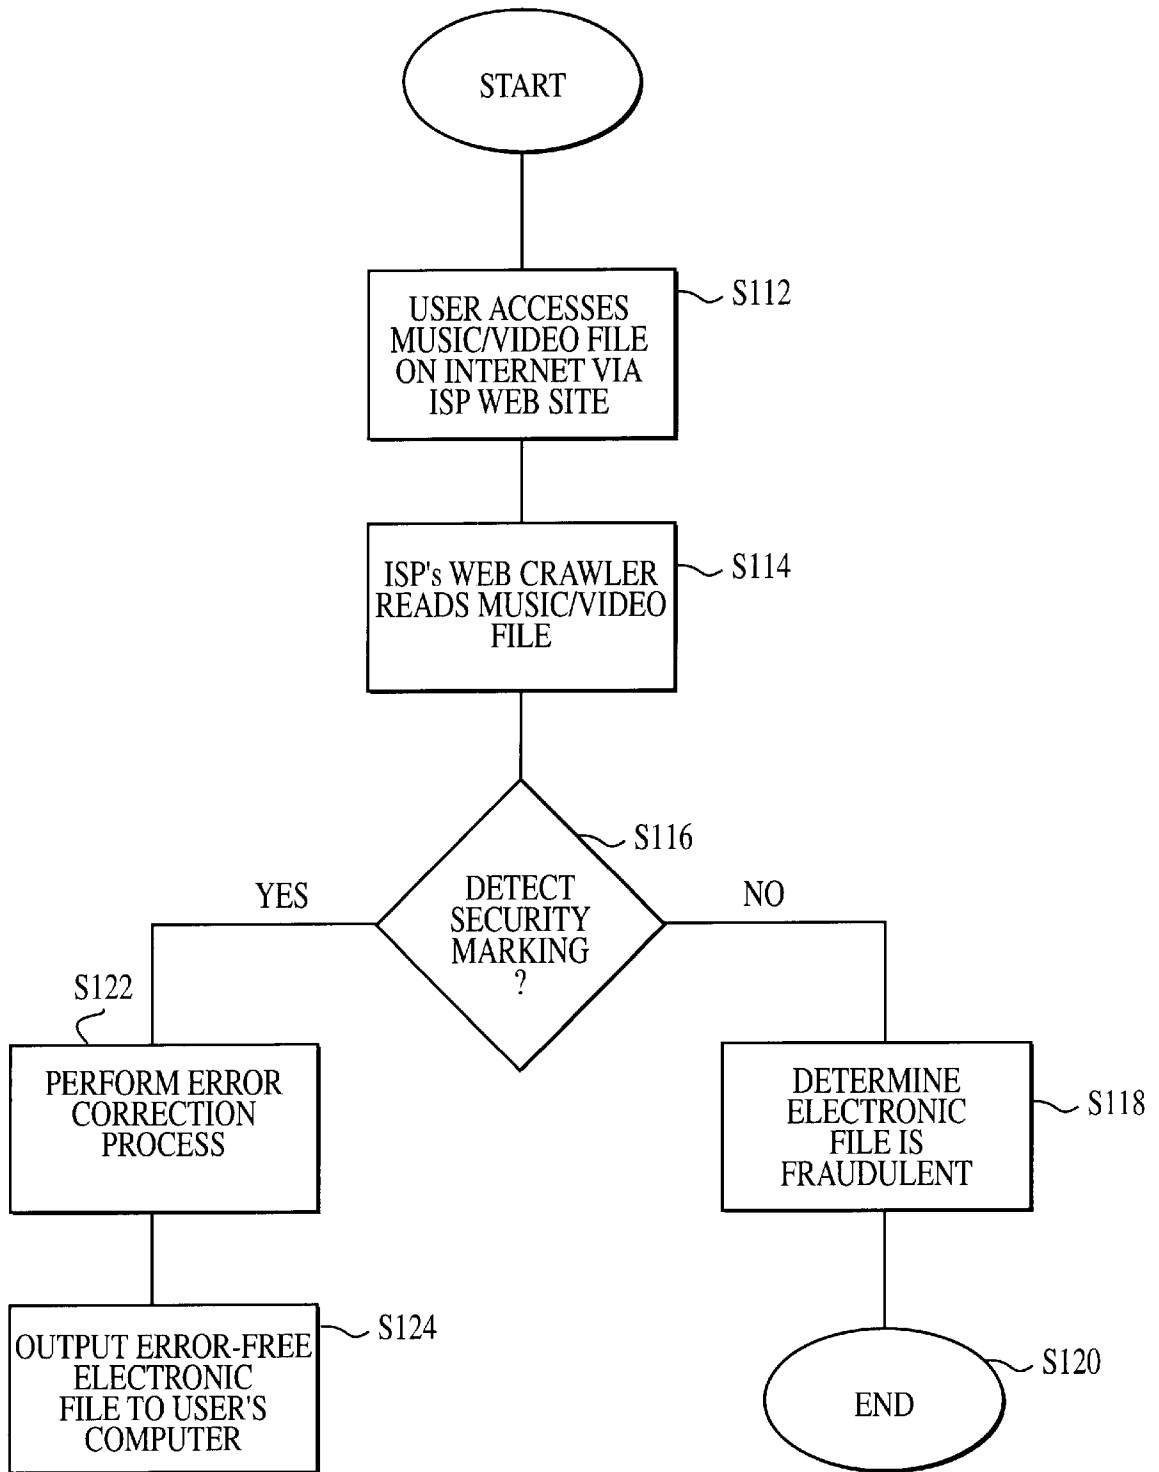 START
USER ACCESSES
MUSIC/VIDEO FILE
ON INTERNET VIA
ISP WEB SITE
S112
ISP's WEB CRAWLER
READS MUSIC/VIDEO
FILE
S114
DETECT
SECURITY
MARKING
?
S116
YES
NO
S122
PERFORM ERROR
CORRECTION
PROCESS
DETERMINE
ELECTRONIC
FILE IS
FRAUDULENT
S118
OUTPUT ERROR-FREE
ELECTRONIC
FILE TO USER'S
COMPUTER
S124
END
S120